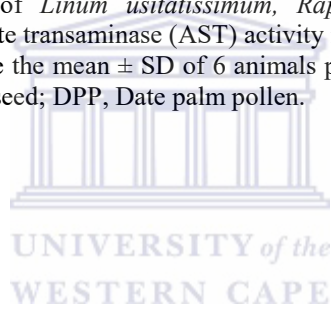 of Linum usitatissimum, Rap
te transaminase (AST) activity
e the mean ± SD of 6 animals p
seed; DPP, Date palm pollen.
UNIVERSITY of the
WESTERN CAPE